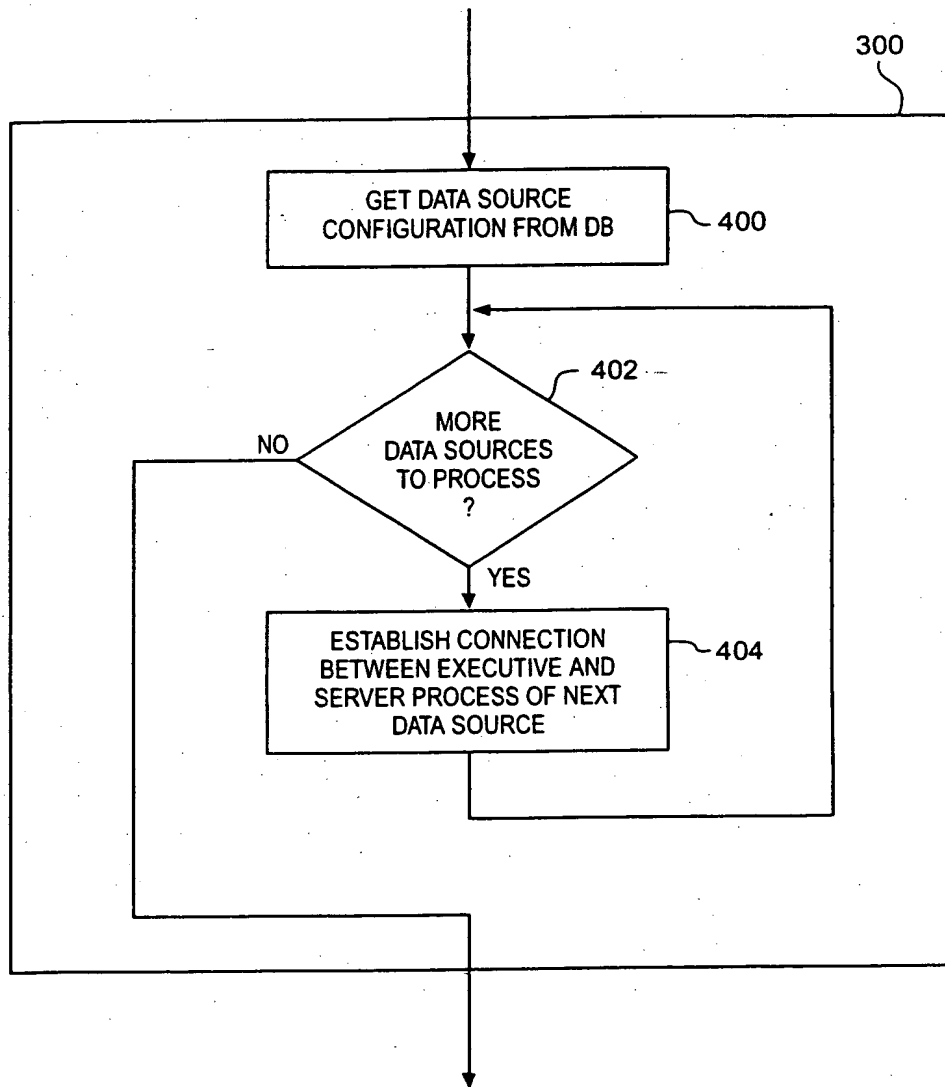 300
GET DATA SOURCE
CONFIGURATION FROM DB
400
402
MORE
DATA SOURCES
TO PROCESS
?
NO
YES
ESTABLISH CONNECTION
BETWEEN EXECUTIVE AND
SERVER PROCESS OF NEXT
DATA SOURCE
404